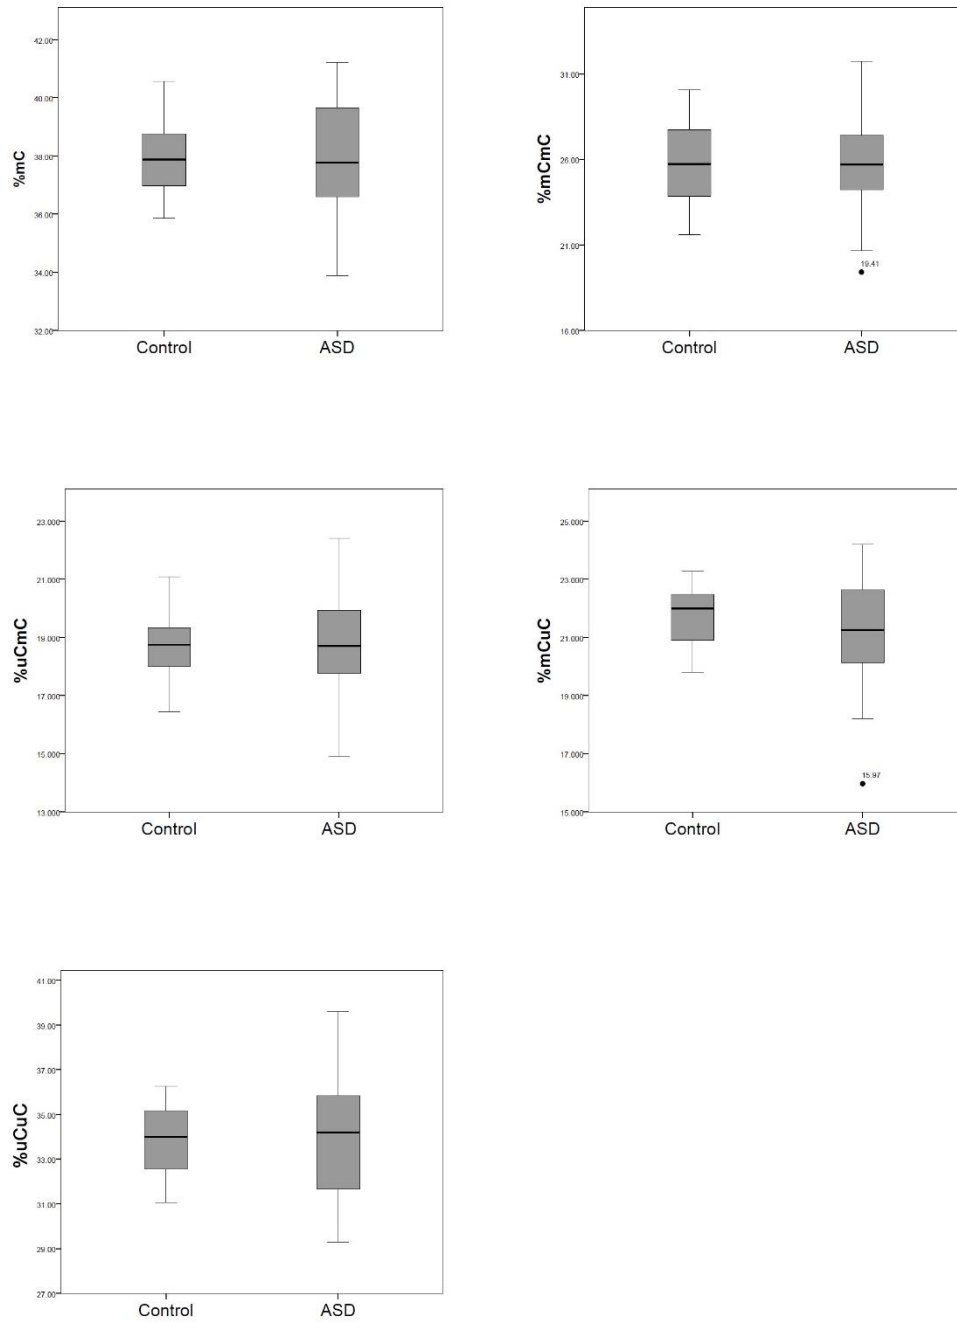 %mC
42.00
40.00
38.00
36.00
34.00
32.00
Control
ASD
%mCmC
31.00
26.00
21.00
16.00
19.41
Control
ASD
%uCmC
23.000
21.000
19.000
17.000
15.000
13.000
Control
ASD
%mCuC
25.000
23.000
21.000
19.000
17.000
15.000
15.97
Control
ASD
%uCuC
41.00
39.00
37.00
35.00
33.00
31.00
29.00
27.00
Control
ASD